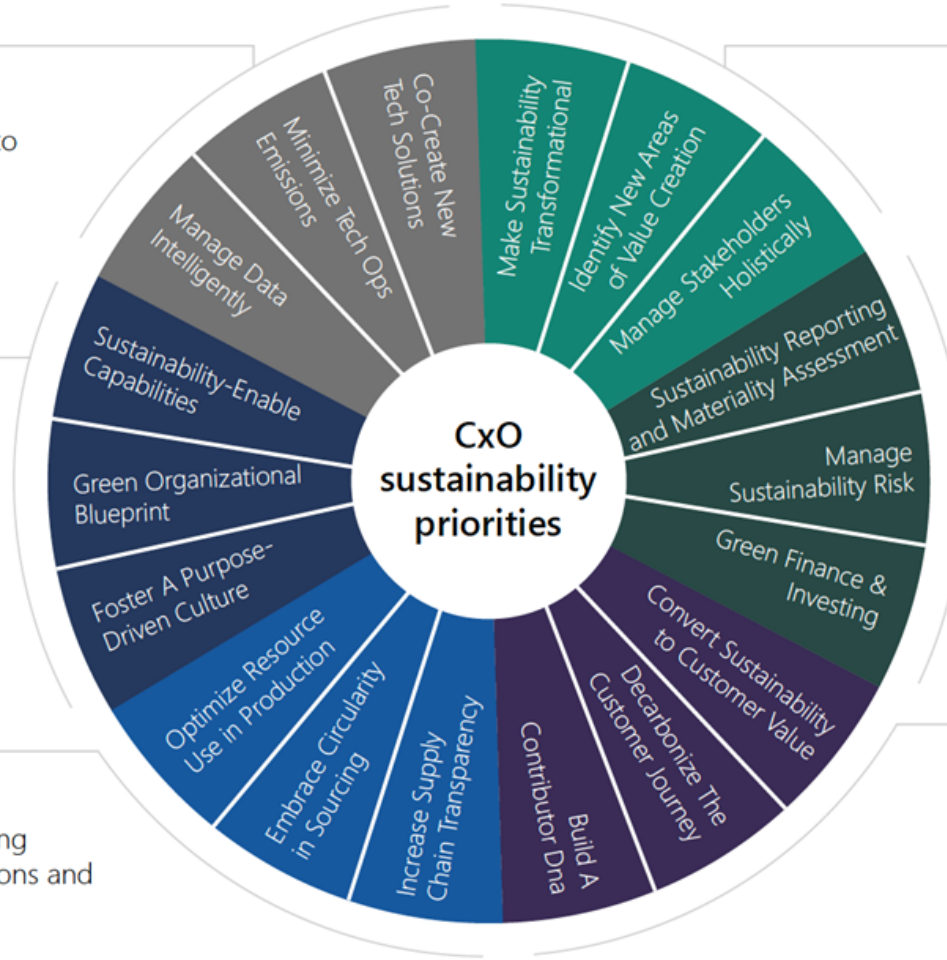 CxO
sustainability
priorities
Make Sustainability
Transformational
Identify New Areas
of Value Creation
Manage Stakeholders
Holistically
Sustainability Reporting
and Materiality Assessment
Manage
Sustainability Risk
Green Finance &
Investing
Convert Sustainability
to Customer Value
Decarbonize The
Customer Journey
Build A
Contributor Dna
Increase Supply
Chain Transparency
Embrace Circularity
in Sourcing
Optimize Resource
Use in Production
Foster A Purpose-
Driven Culture
Green Organizational
Blueprint
Sustainability-Enable
Capabilities
Manage Data
Intelligently
Minimize Tech Ops
Emissions
Co-Create New
Tech Solutions
and